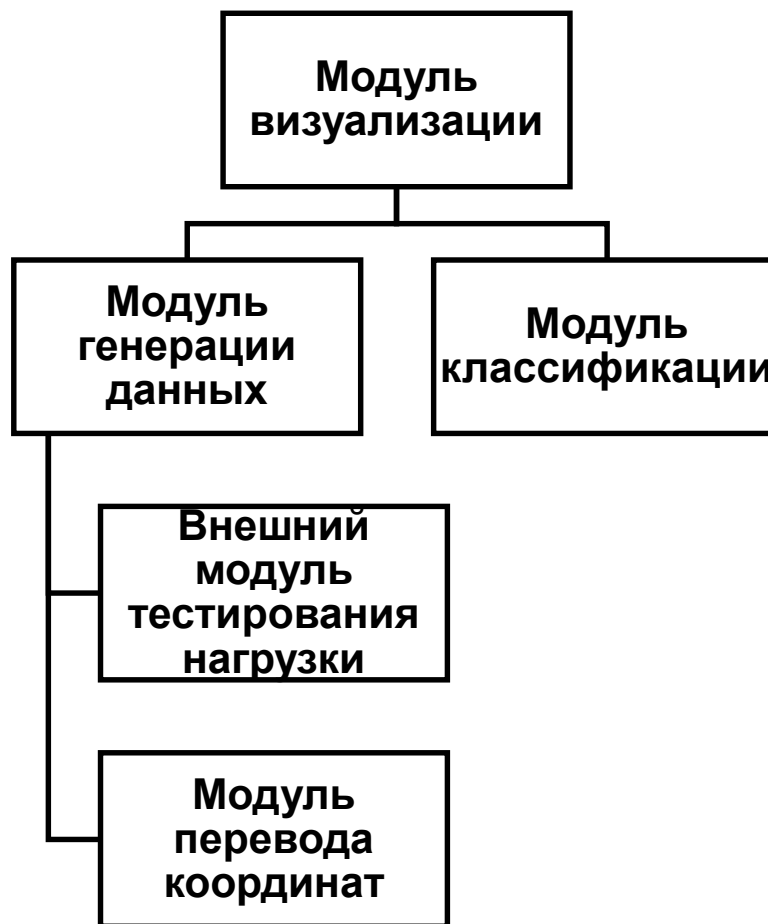 Модуль
визуализации
Модуль
генерации
данных
Модуль
классификации
Внешний
модуль
тестирования
нагрузки
Модуль
перевода
координат